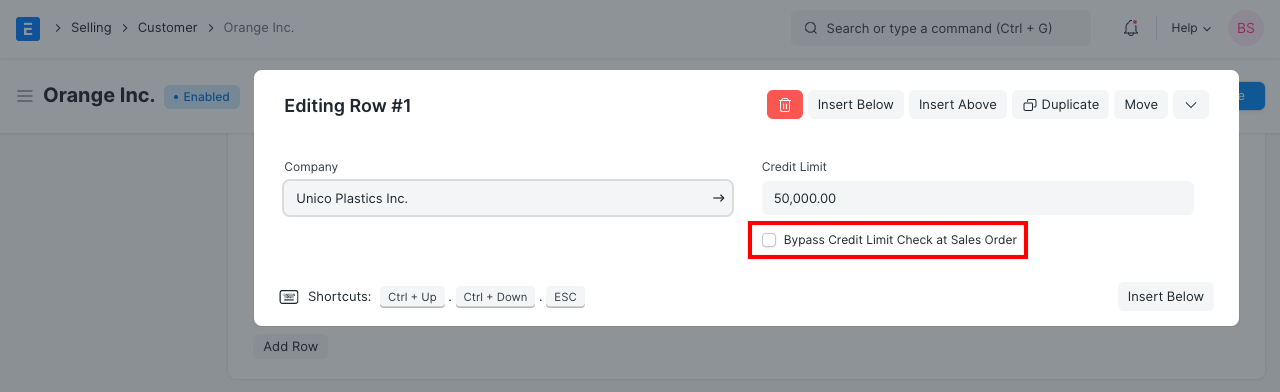 E
Selling
Customer
Orange Inc.
Search or type a command (Ctrl + G)
Help
BS
Orange Inc.
• Enabled
e
Editing Row #1
Insert Below
Insert Above
Duplicate
Move
Company
Credit Limit
Unico Plastics Inc.
50,000.00
Bypass Credit Limit Check at Sales Order
Shortcuts: Ctrl + Up . Ctrl + Down . ESC
Insert Below
Add Row